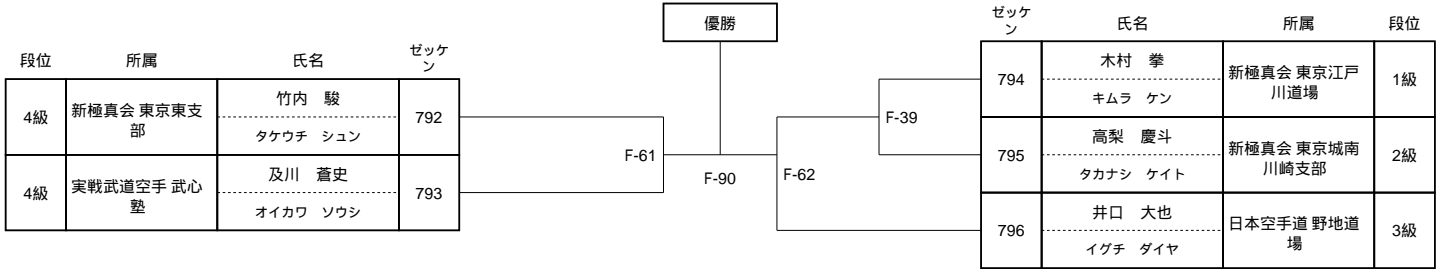 優勝
段位 所属 氏名 ゼッケ
ン
4級 新極真会 東京東支
部 竹内 駿
タケウチ シュン 792
4級 実戦武道空手 武心
塾 及川 蒼史
オイカワ ソウシ 793
F-61
F-90
F-62
F-39
ゼッケ
ン 氏名 所属 段位
794 木村 拳
キムラ ケン 新極真会 東京江戸
川道場 1級
795 高梨 慶斗
タカナシ ケイト 新極真会 東京城南
川崎支部 2級
796 井口 大也
イグチ ダイヤ 日本空手道 野地道
場 3級